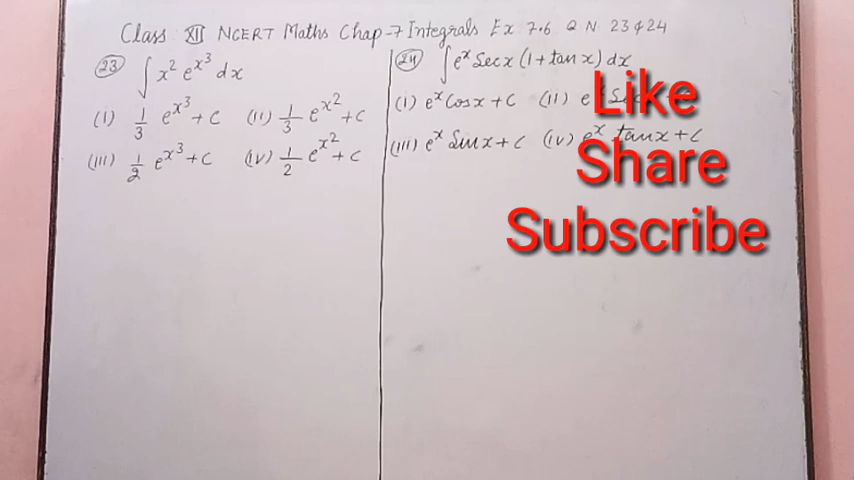 Class XII NCERT Maths Chap-7 Integrals Ex 7.6 Q N. 23 & 24
23 ∫ x² e^x³ dx
(i) 1/3 e^x³ + C (ii) 1/3 e^x² + C
(iii) 1/2 e^x³ + C (iv) 1/2 e^x² + C
24 ∫ e^x Sec x (1 + tan x) dx
(i) e^x Cos x + C (ii) e^x
(iii) e^x Sin x + C (iv) e^x tan x + C
Like
Share
Subscribe